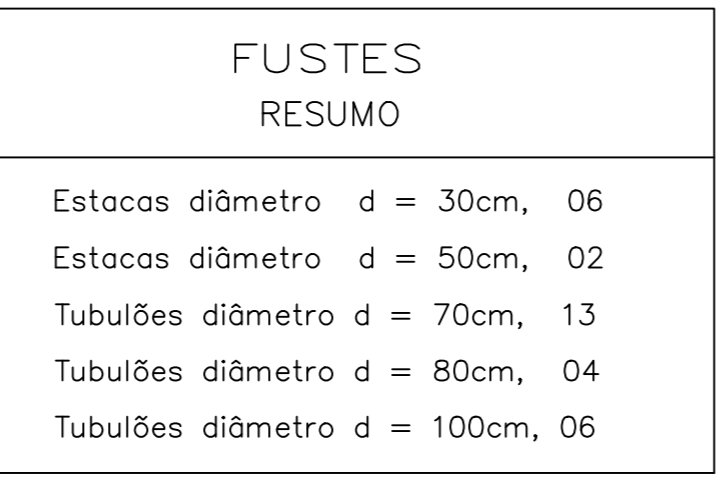 FUSTES
RESUMO
Estacas diâmetro d = 30cm, 06
Estacas diâmetro d = 50cm, 02
Tubulões diâmetro d = 70cm, 13
Tubulões diâmetro d = 80cm, 04
Tubulões diâmetro d = 100cm, 06